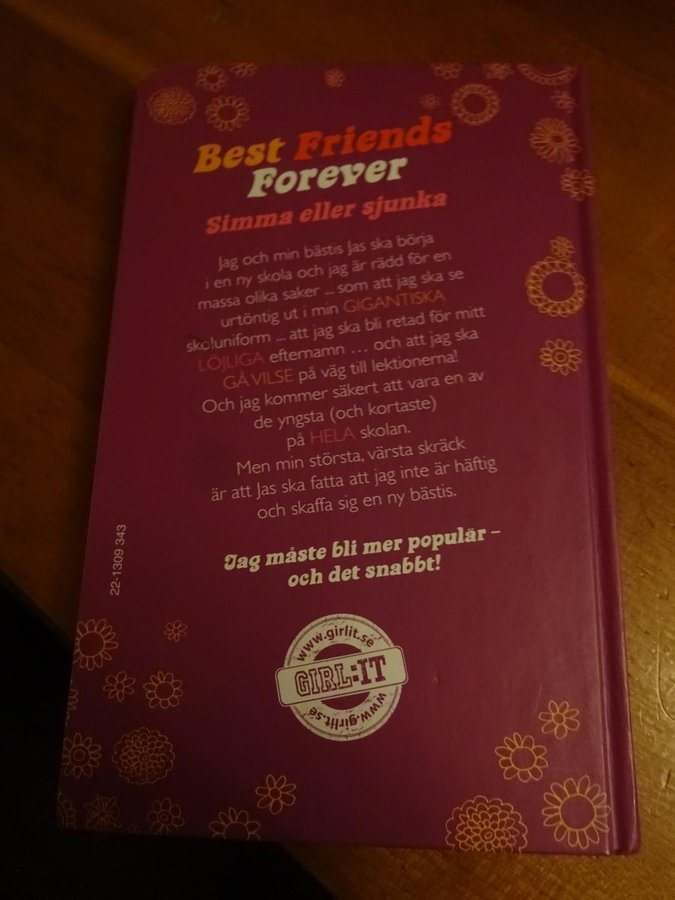 Best Friends
Forever
Simma eller sjunka
Jag och min bästis Jas ska börja
i en ny skola och jag är rädd för en
massa olika saker ... som att jag ska se
urtöntig ut i min GIGANTISKA
skoluniform ... att jag ska bli retad för mitt
LÖJLIGA efternamn ... och att jag ska
GÅ VILSE på väg till lektionerna!
Och jag kommer säkert att vara en av
de yngsta (och kortaste)
på HELA skolan.
Men min största, värsta skräck
är att Jas ska fatta att jag inte är häftig
och skaffa sig en ny bästis.
Jag måste bli mer populär –
och det snabbt!
22-1309 343
www.girlit.se
GIRL:IT
www.girlit.se